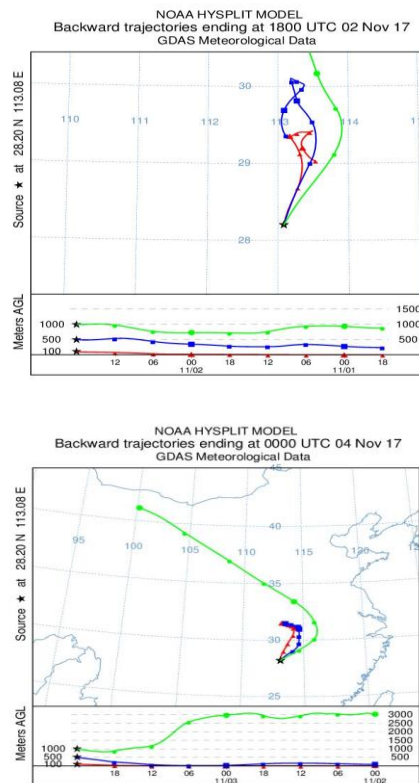 NOAA HYSPLIT MODEL
Backward trajectories ending at 1800 UTC 02 Nov 17
GDAS Meteorological Data
Source ★ at 28.20 N 113.08 E
30
110 111 112 113 114
29
28
Meters AGL
1500
1000 1000
500 500
100
12 06 00 18 12 06 00 18
11/02 11/01
NOAA HYSPLIT MODEL
Backward trajectories ending at 0000 UTC 04 Nov 17
GDAS Meteorological Data
Source ★ at 28.20 N 113.08 E
45
40
95 100 105 110 115 120
35
30
25
Meters AGL
3000
2500
2000
1500
1000 1000
500 500
100
18 12 06 00 18 12 06 00
11/03 11/02